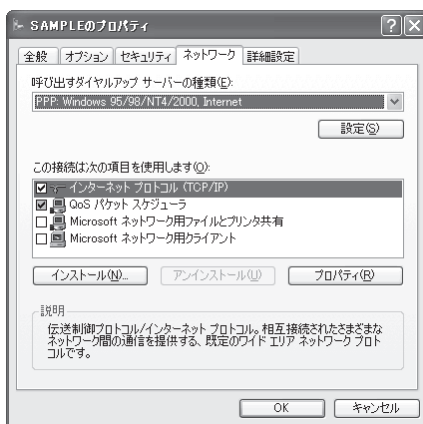 SAMPLEのプロパティ
全般 オプション セキュリティ ネットワーク 詳細設定
呼び出すダイヤルアップ サーバーの種類(E):
PPP: Windows 95/98/NT4/2000, Internet
設定(S)
この接続は次の項目を使用します(O):
インターネット プロトコル (TCP/IP)
QoS パケット スケジューラ
Microsoft ネットワーク用ファイルとプリンタ共有
Microsoft ネットワーク用クライアント
インストール(N)... アンインストール(U) プロパティ(R)
説明
伝送制御プロトコル/インターネット プロトコル。相互接続されたさまざまな
ネットワーク間の通信を提供する、既定のワイド エリア ネットワーク プロト
コルです。
OK キャンセル